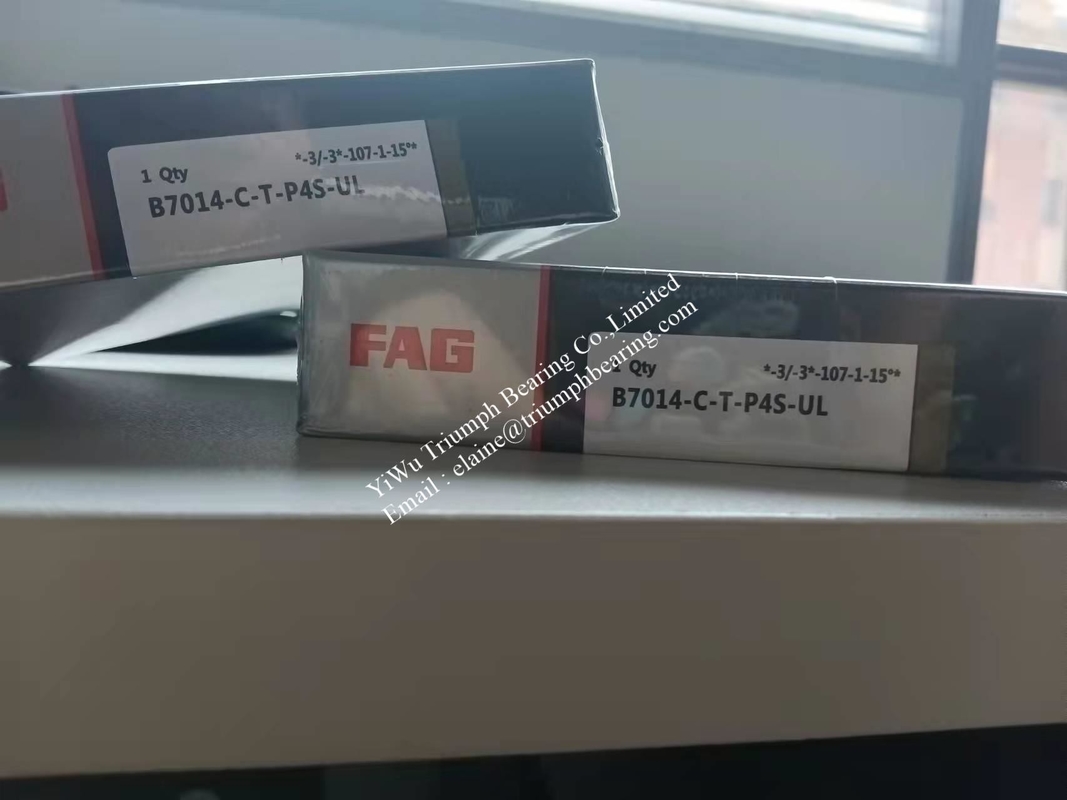 1 Qty
*-3/-3*-107-1-15°*
B7014-C-T-P4S-UL
FAG
1 Qty
*-3/-3*-107-1-15°*
B7014-C-T-P4S-UL
YiWu Triumph Bearing Co.,Limited
Email : elaine@triumphbearing.com